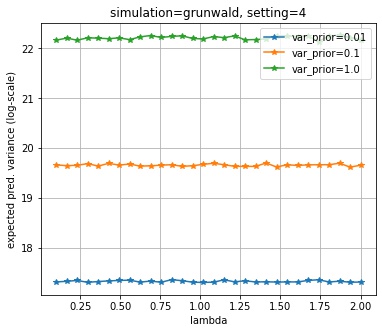 simulation=grunwald, setting=4
expected pred. variance (log-scale)
22
21
20
19
18
var_prior=0.01
var_prior=0.1
var_prior=1.0
0.25 0.50 0.75 1.00 1.25 1.50 1.75 2.00
lambda